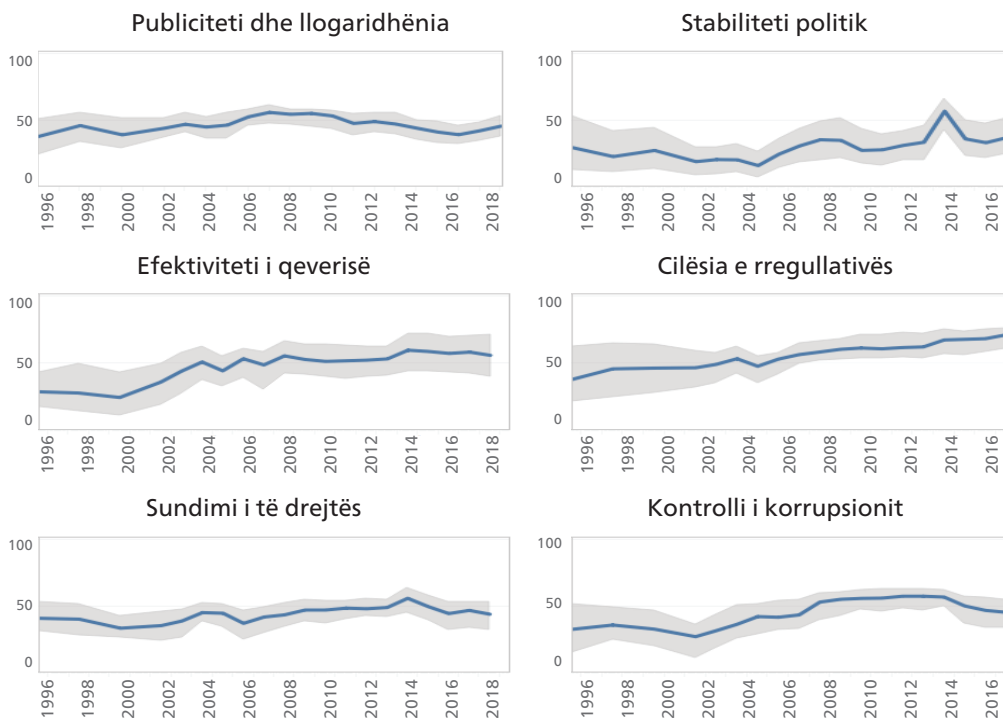 Publiciteti dhe llogaridhënia
100
50
0
1996 1998 2000 2002 2004 2006 2008 2010 2012 2014 2016 2018
Stabiliteti politik
100
50
0
1996 1998 2000 2002 2004 2006 2008 2010 2012 2014 2016
Efektiviteti i qeverisë
100
50
0
1996 1998 2000 2002 2004 2006 2008 2010 2012 2014 2016 2018
Cilësia e rregullativës
100
50
0
1996 1998 2000 2002 2004 2006 2008 2010 2012 2014 2016
Sundimi i të drejtës
100
50
0
1996 1998 2000 2002 2004 2006 2008 2010 2012 2014 2016 2018
Kontrolli i korrupsionit
100
50
0
1996 1998 2000 2002 2004 2006 2008 2010 2012 2014 2016